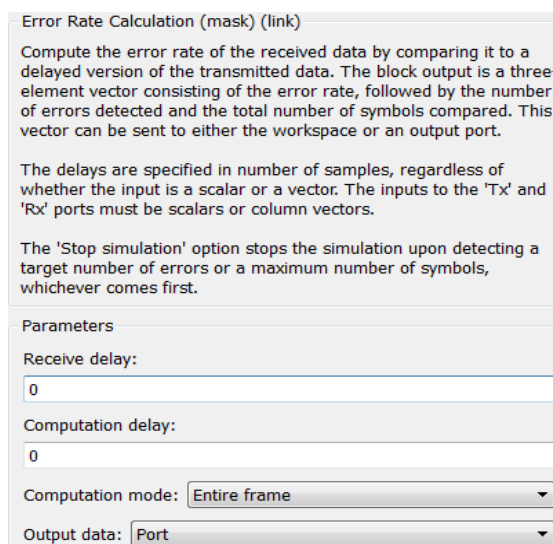 Error Rate Calculation (mask) (link)
Compute the error rate of the received data by comparing it to a
delayed version of the transmitted data. The block output is a three-
element vector consisting of the error rate, followed by the number
of errors detected and the total number of symbols compared. This
vector can be sent to either the workspace or an output port.
The delays are specified in number of samples, regardless of
whether the input is a scalar or a vector. The inputs to the 'Tx' and
'Rx' ports must be scalars or column vectors.
The 'Stop simulation' option stops the simulation upon detecting a
target number of errors or a maximum number of symbols,
whichever comes first.
Parameters
Receive delay:
0
Computation delay:
0
Computation mode: Entire frame
Output data: Port